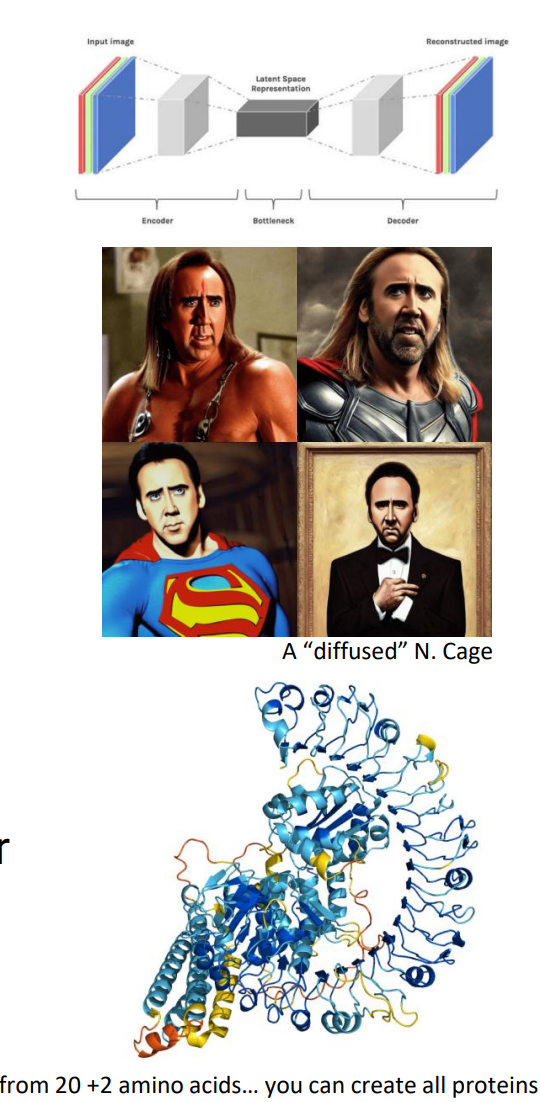 Input image
Reconstructed image
Latent Space
Representation
Encoder
Bottleneck
Decoder
A “diffused” N. Cage
r
from 20 +2 amino acids… you can create all proteins